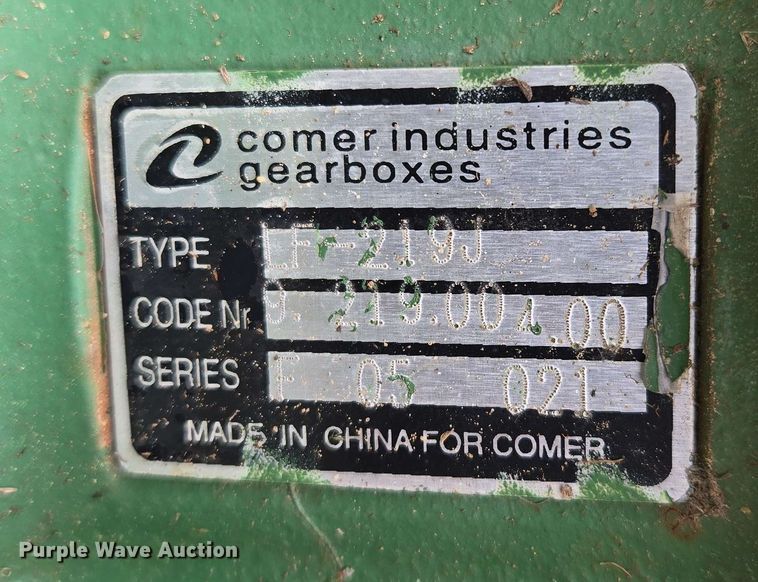 comer industries
gearboxes
TYPE LF-219J
CODE Nr 9.219.001.00
SERIES F 05 021
MADE IN CHINA FOR COMER
Purple Wave Auction